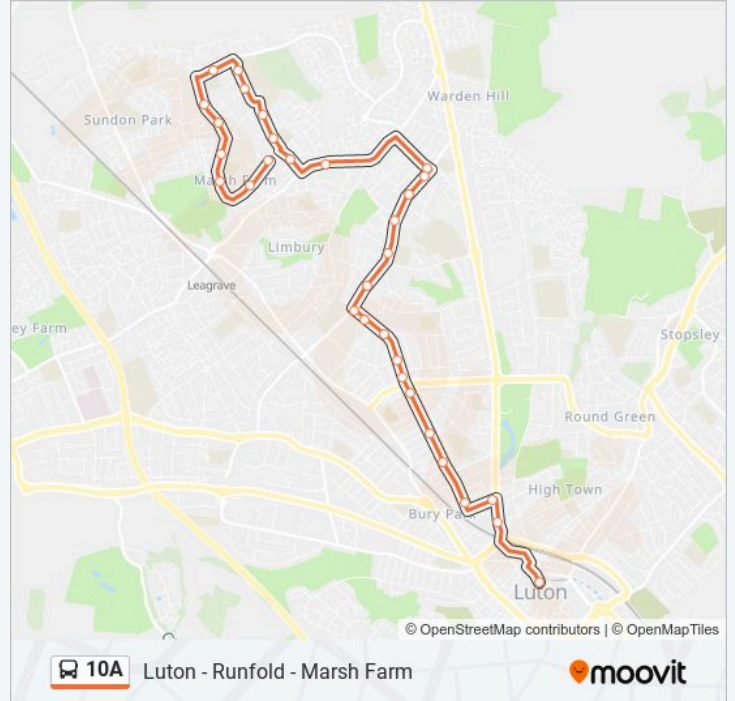 Warden Hill
Sundon Park
Marsh Farm
Limbury
Leagrave
ey Farm
Stopsley
Round Green
High Town
Bury Park
Luton
© OpenStreetMap contributors | © OpenMapTiles
10A Luton - Runfold - Marsh Farm moovit